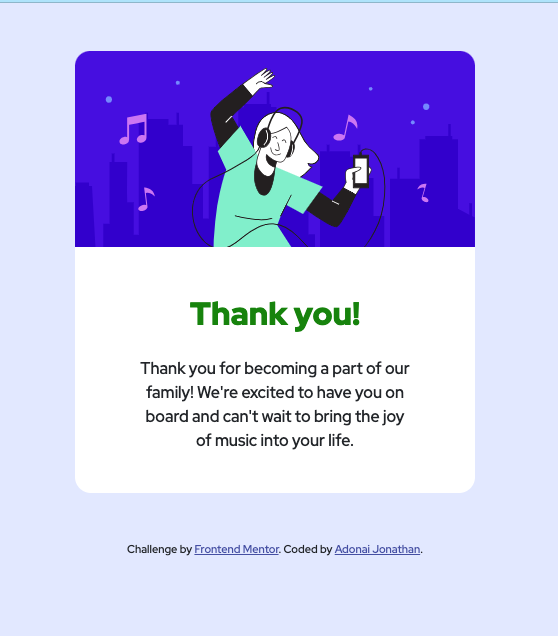 Thank you!
Thank you for becoming a part of our
family! We're excited to have you on
board and can't wait to bring the joy
of music into your life.
Challenge by Frontend Mentor. Coded by Adonai Jonathan.